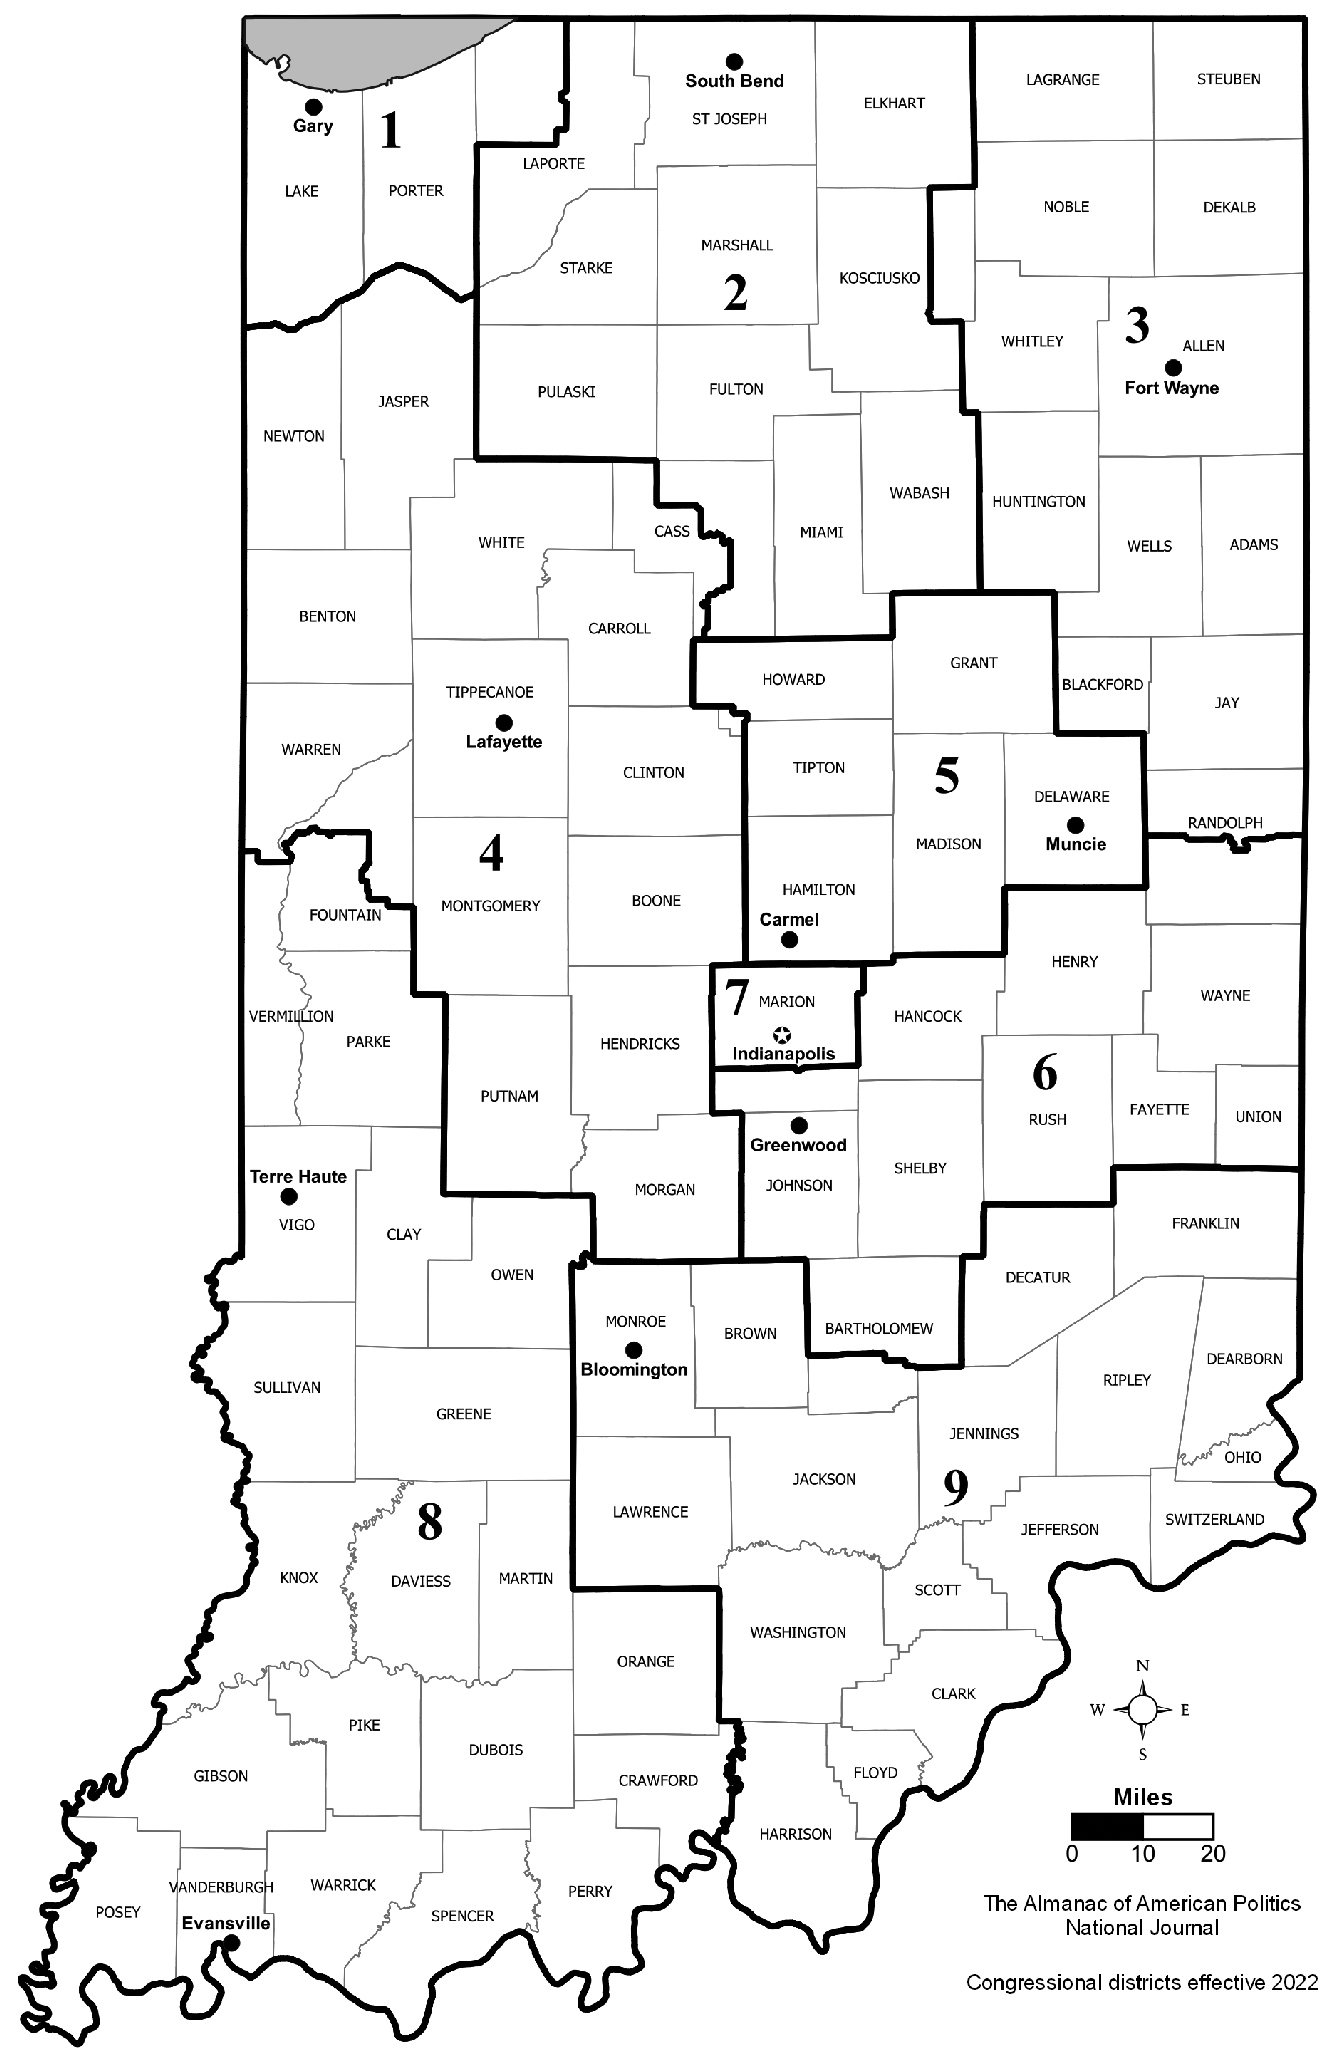 South Bend
ST JOSEPH
ELKHART
LAGRANGE
STEUBEN
Gary
1
LAKE
PORTER
LAPORTE
NOBLE
DEKALB
STARKE
MARSHALL
2
KOSCIUSKO
WHITLEY
3
ALLEN
Fort Wayne
PULASKI
FULTON
JASPER
NEWTON
WHITE
CASS
MIAMI
WABASH
HUNTINGTON
WELLS
ADAMS
BENTON
CARROLL
TIPPECANOE
Lafayette
HOWARD
GRANT
BLACKFORD
JAY
WARREN
CLINTON
TIPTON
5
MADISON
DELAWARE
Muncie
RANDOLPH
4
MONTGOMERY
BOONE
HAMILTON
Carmel
FOUNTAIN
HENRY
WAYNE
7
MARION
Indianapolis
HANCOCK
VERMILLION
PARKE
HENDRICKS
PUTNAM
6
RUSH
FAYETTE
UNION
Greenwood
JOHNSON
SHELBY
MORGAN
Terre Haute
VIGO
CLAY
OWEN
FRANKLIN
DECATUR
MONROE
Bloomington
BROWN
BARTHOLOMEW
DEARBORN
RIPLEY
SULLIVAN
GREENE
JENNINGS
OHIO
9
JACKSON
LAWRENCE
JEFFERSON
SWITZERLAND
8
KNOX
DAVIESS
MARTIN
SCOTT
WASHINGTON
ORANGE
CLARK
PIKE
DUBOIS
GIBSON
CRAWFORD
FLOYD
HARRISON
POSEY
VANDERBURGH
Evansville
WARRICK
SPENCER
PERRY
N
W E
S
Miles
0 10 20
The Almanac of American Politics
National Journal
Congressional districts effective 2022